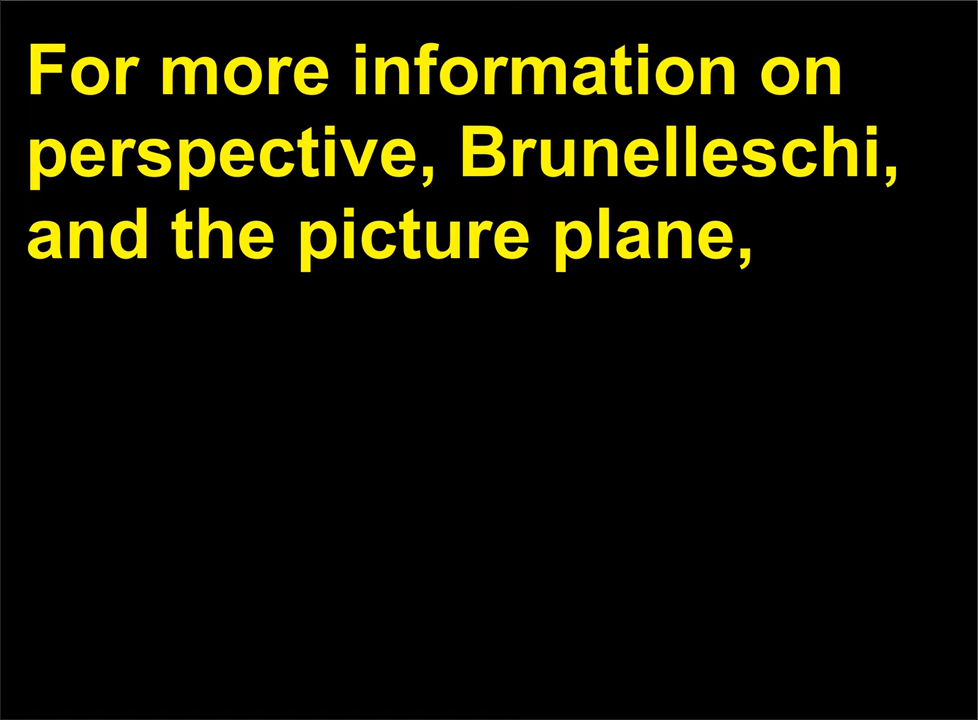 For more information on
perspective, Brunelleschi,
and the picture plane,